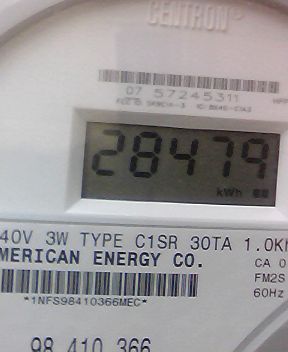 CENTRON®
07 57245311
28479
kWh
40V 3W TYPE C1SR 30TA 1.0Kh
MERICAN ENERGY CO.
CA 0
FM2S
60Hz
*1NFS98410366MEC*
98 410 366